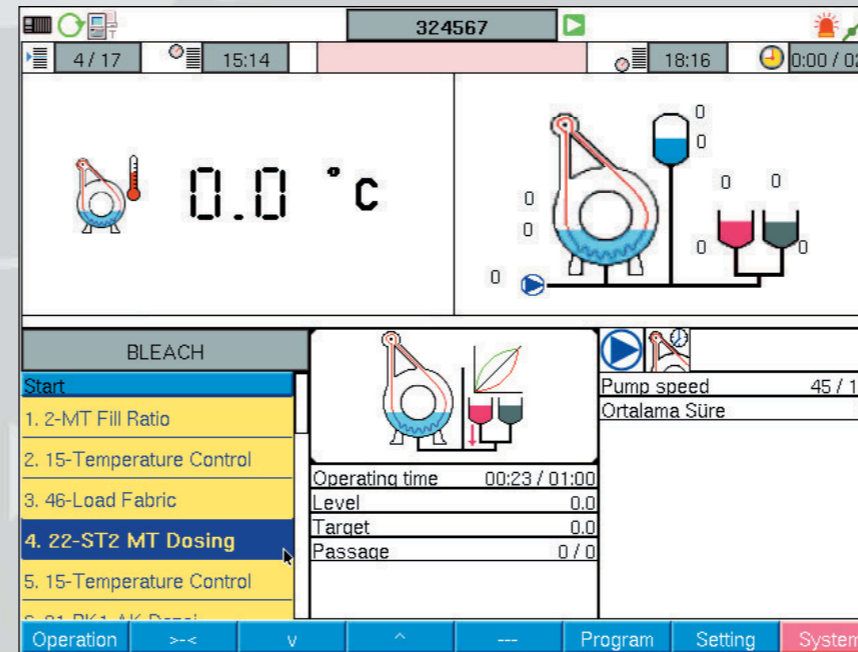 324567
4 / 17
15:14
18:16
0:00 / 02
0.0 °C
0
0
0
0
0
0
0
0
0
BLEACH
Start
1. 2-MT Fill Ratio
2. 15-Temperature Control
3. 46-Load Fabric
4. 22-ST2 MT Dosing
5. 15-Temperature Control
Operating time 00:23 / 01:00
Level 0.0
Target 0.0
Passage 0 / 0
Pump speed 45 / 1
Ortalama Süre
Operation >-< v ^ --- Program Setting System